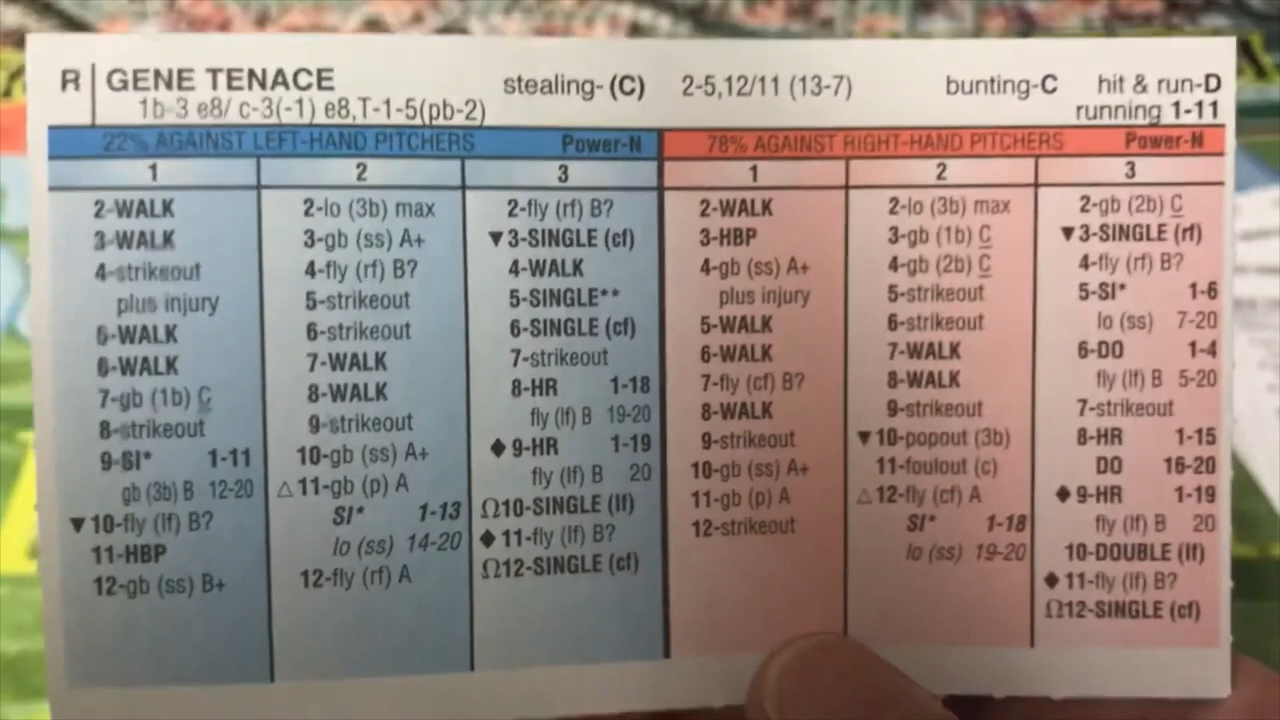 R GENE TENACE stealing- (C) 2-5,12/11 (13-7) bunting-C hit & run-D
1b-3 e8/ c-3(-1) e8,T-1-5(pb-2) running 1-11
22% AGAINST LEFT-HAND PITCHERS Power-N
1
2-WALK
3-WALK
4-strikeout
plus injury
6-WALK
7-gb (1b) C
8-strikeout
9-SI* 1-11
gb (3b) B 12-20
▼10-fly (lf) B?
11-HBP
12-gb (ss) B+
2
2-lo (3b) max
3-gb (ss) A+
4-fly (rf) B?
5-strikeout
6-strikeout
7-WALK
8-WALK
9-strikeout
10-gb (ss) A+
△11-gb (p) A
SI* 1-13
lo (ss) 14-20
12-fly (rf) A
3
2-fly (rf) B?
▼3-SINGLE (cf)
4-WALK
5-SINGLE**
6-SINGLE (cf)
7-strikeout
8-HR 1-18
fly (lf) B 19-20
◆9-HR 1-19
fly (lf) B 20
Ω10-SINGLE (lf)
◆11-fly (lf) B?
Ω12-SINGLE (cf)
78% AGAINST RIGHT-HAND PITCHERS Power-N
1
2-WALK
3-HBP
4-gb (ss) A+
plus injury
5-WALK
6-WALK
7-fly (cf) B?
8-WALK
9-strikeout
10-gb (ss) A+
11-gb (p) A
12-strikeout
2
2-lo (3b) max
3-gb (1b) C
4-gb (2b) C
5-strikeout
6-strikeout
7-WALK
8-WALK
9-strikeout
▼10-popout (3b)
11-foulout (c)
△12-fly (cf) A
SI* 1-18
lo (ss) 19-20
3
2-gb (2b) C
▼3-SINGLE (rf)
4-fly (rf) B?
5-SI* 1-6
lo (ss) 7-20
6-DO 1-4
fly (lf) B 5-20
7-strikeout
8-HR 1-15
DO 16-20
◆9-HR 1-19
fly (lf) B 20
10-DOUBLE (lf)
◆11-fly (lf) B?
Ω12-SINGLE (cf)